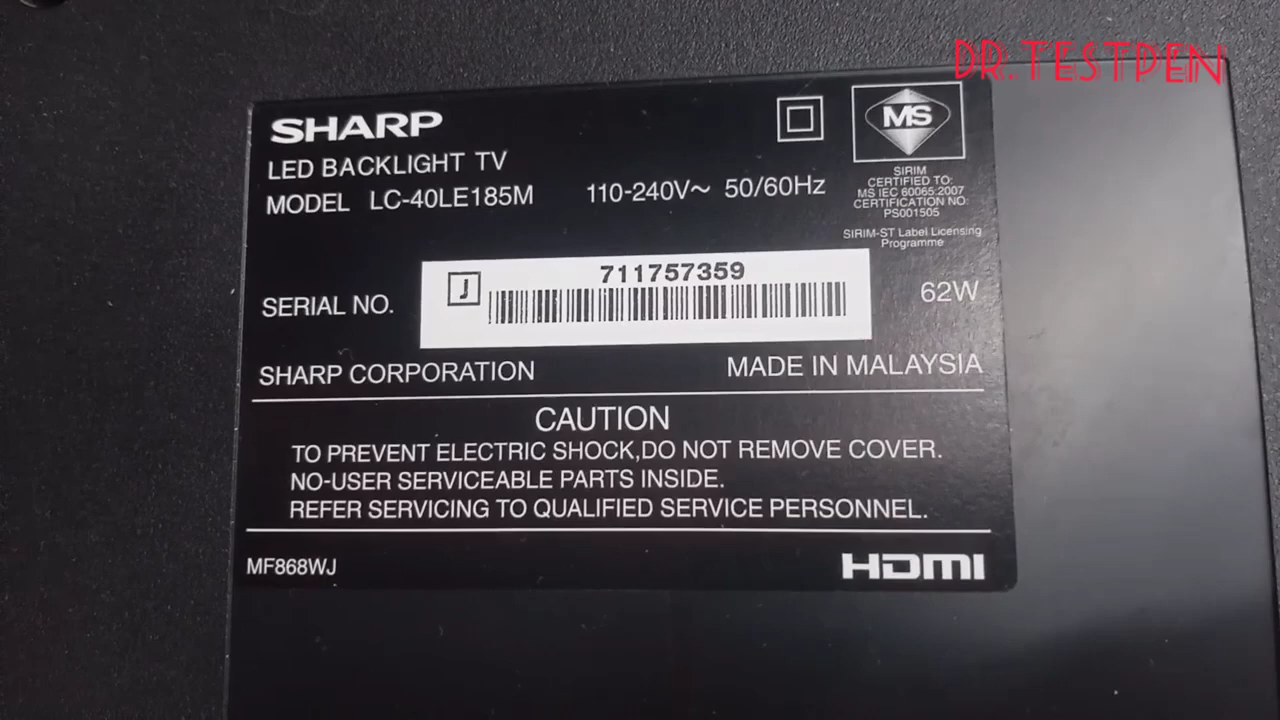 DR.TESTPEN
SHARP
LED BACKLIGHT TV
MODEL LC-40LE185M 110-240V~ 50/60Hz
MS
SIRIM
CERTIFIED TO:
MS IEC 60065:2007
CERTIFICATION NO:
PS001505
SIRIM-ST Label Licensing
Programme
J
711757359
SERIAL NO.
62W
SHARP CORPORATION MADE IN MALAYSIA
CAUTION
TO PREVENT ELECTRIC SHOCK,DO NOT REMOVE COVER.
NO-USER SERVICEABLE PARTS INSIDE.
REFER SERVICING TO QUALIFIED SERVICE PERSONNEL.
MF868WJ HDMI